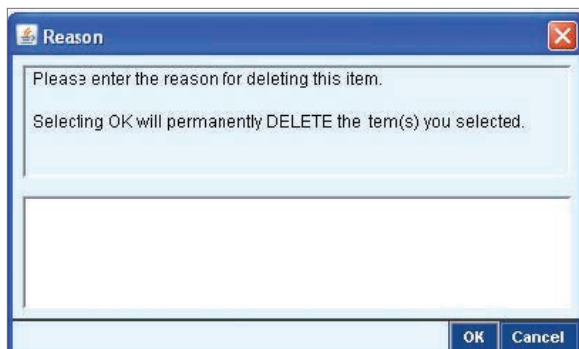 Reason
Please enter the reason for deleting this item.
Selecting OK will permanently DELETE the tem(s) you selected.
OK Cancel